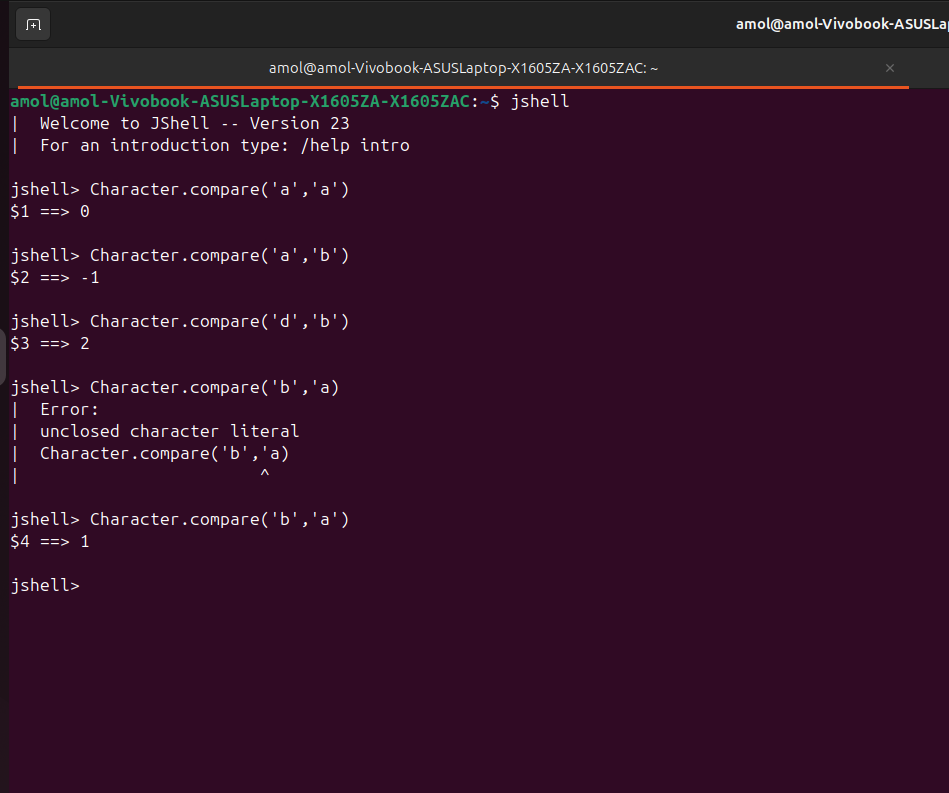 amol@amol-Vivobook-ASUSLap
amol@amol-Vivobook-ASUSLaptop-X1605ZA-X1605ZAC: ~
amol@amol-Vivobook-ASUSLaptop-X1605ZA-X1605ZAC:~$ jshell
|  Welcome to JShell -- Version 23
|  For an introduction type: /help intro
jshell> Character.compare('a','a')
$1 ==> 0
jshell> Character.compare('a','b')
$2 ==> -1
jshell> Character.compare('d','b')
$3 ==> 2
jshell> Character.compare('b','a)
|  Error:
|  unclosed character literal
|  Character.compare('b','a)
|                        ^
jshell> Character.compare('b','a')
$4 ==> 1
jshell>